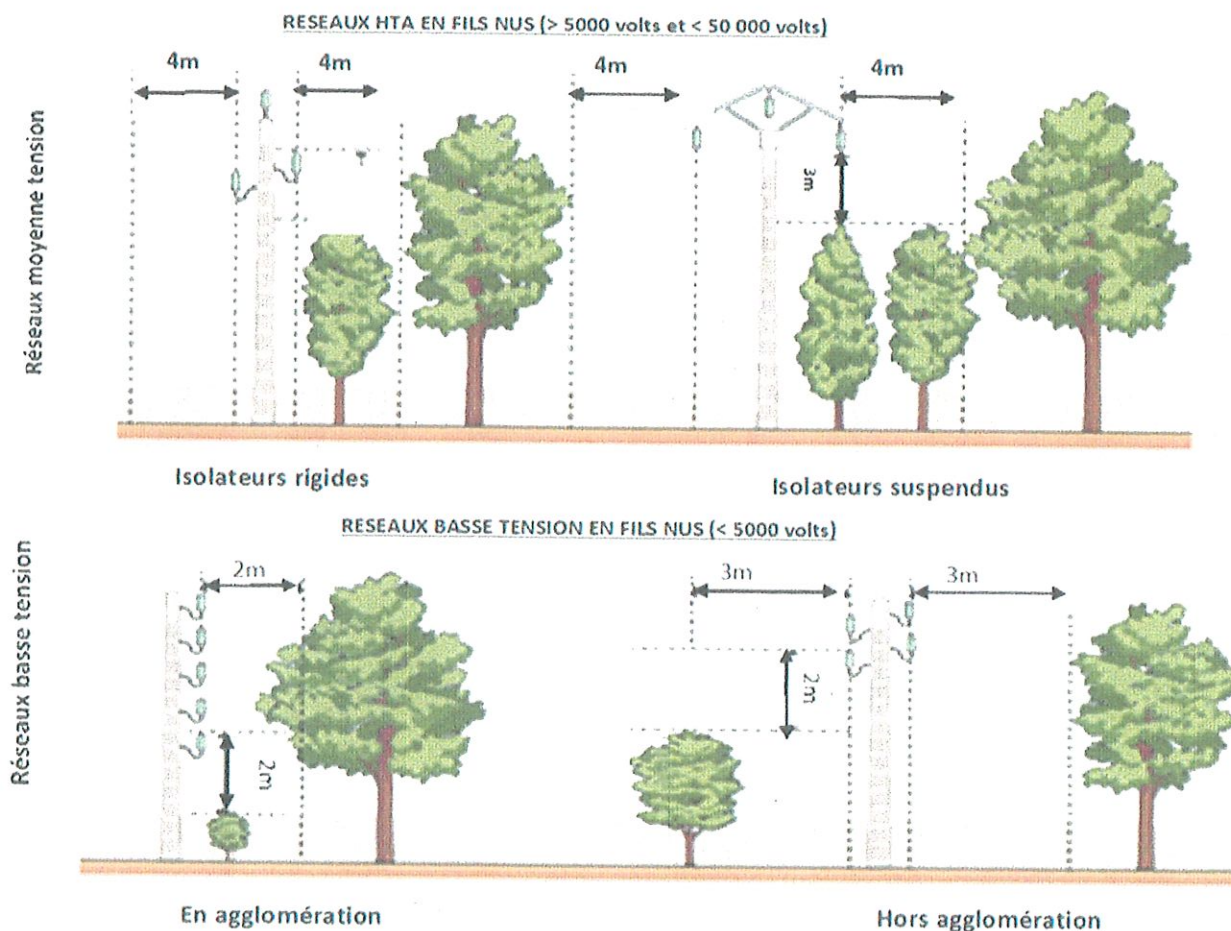 RESEAUX HTA EN FILS NUS (> 5000 volts et < 50 000 volts)
4m
4m
4m
4m
Réseaux moyenne tension
3m
Isolateurs rigides
Isolateurs suspendus
RESEAUX BASSE TENSION EN FILS NUS (< 5000 volts)
2m
3m
3m
Réseaux basse tension
2m
2m
En agglomération
Hors agglomération